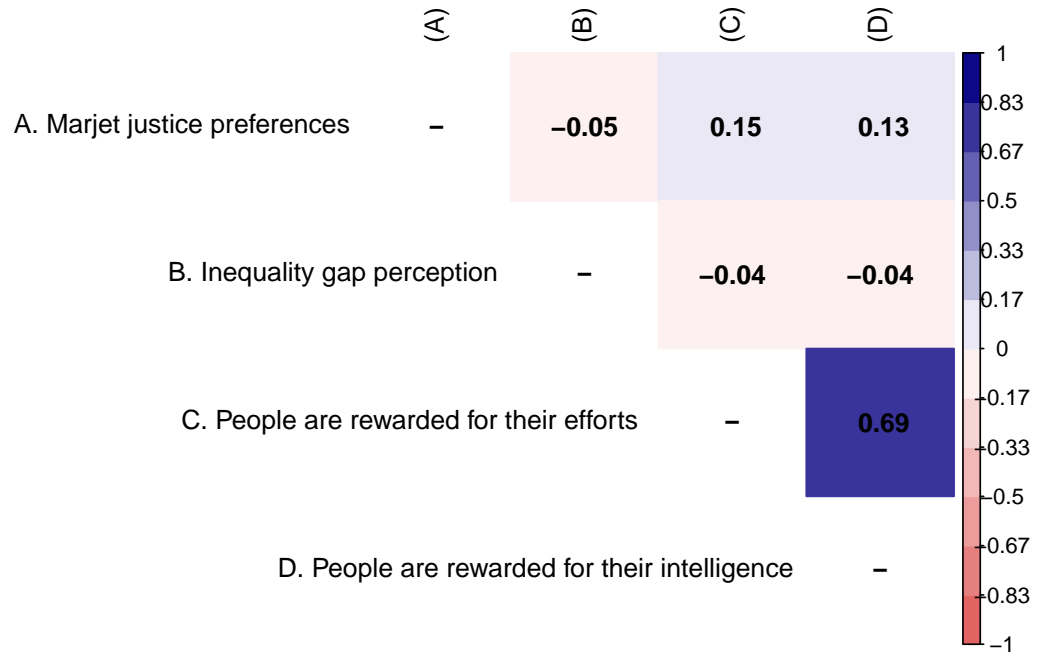 (A) (B) (C) (D)
A. Marjet justice preferences – −0.05 0.15 0.13
B. Inequality gap perception – −0.04 −0.04
C. People are rewarded for their efforts – 0.69
D. People are rewarded for their intelligence –
1
0.83
0.67
0.5
0.33
0.17
0
−0.17
−0.33
−0.5
−0.67
−0.83
−1